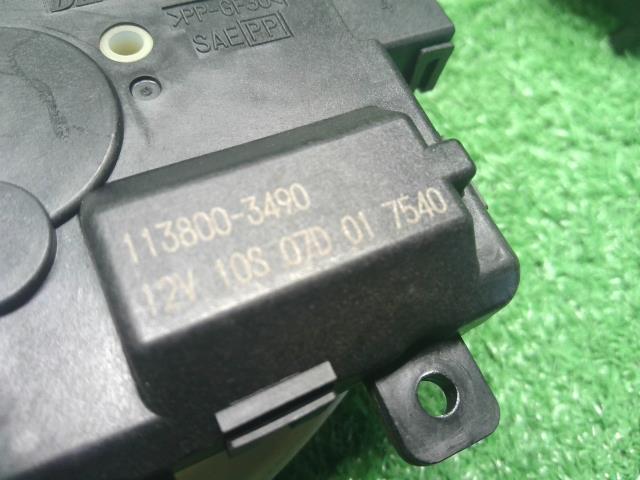 >PP-GF30<
SAE PP
113800-3490
12V 10S 07D 01 7540